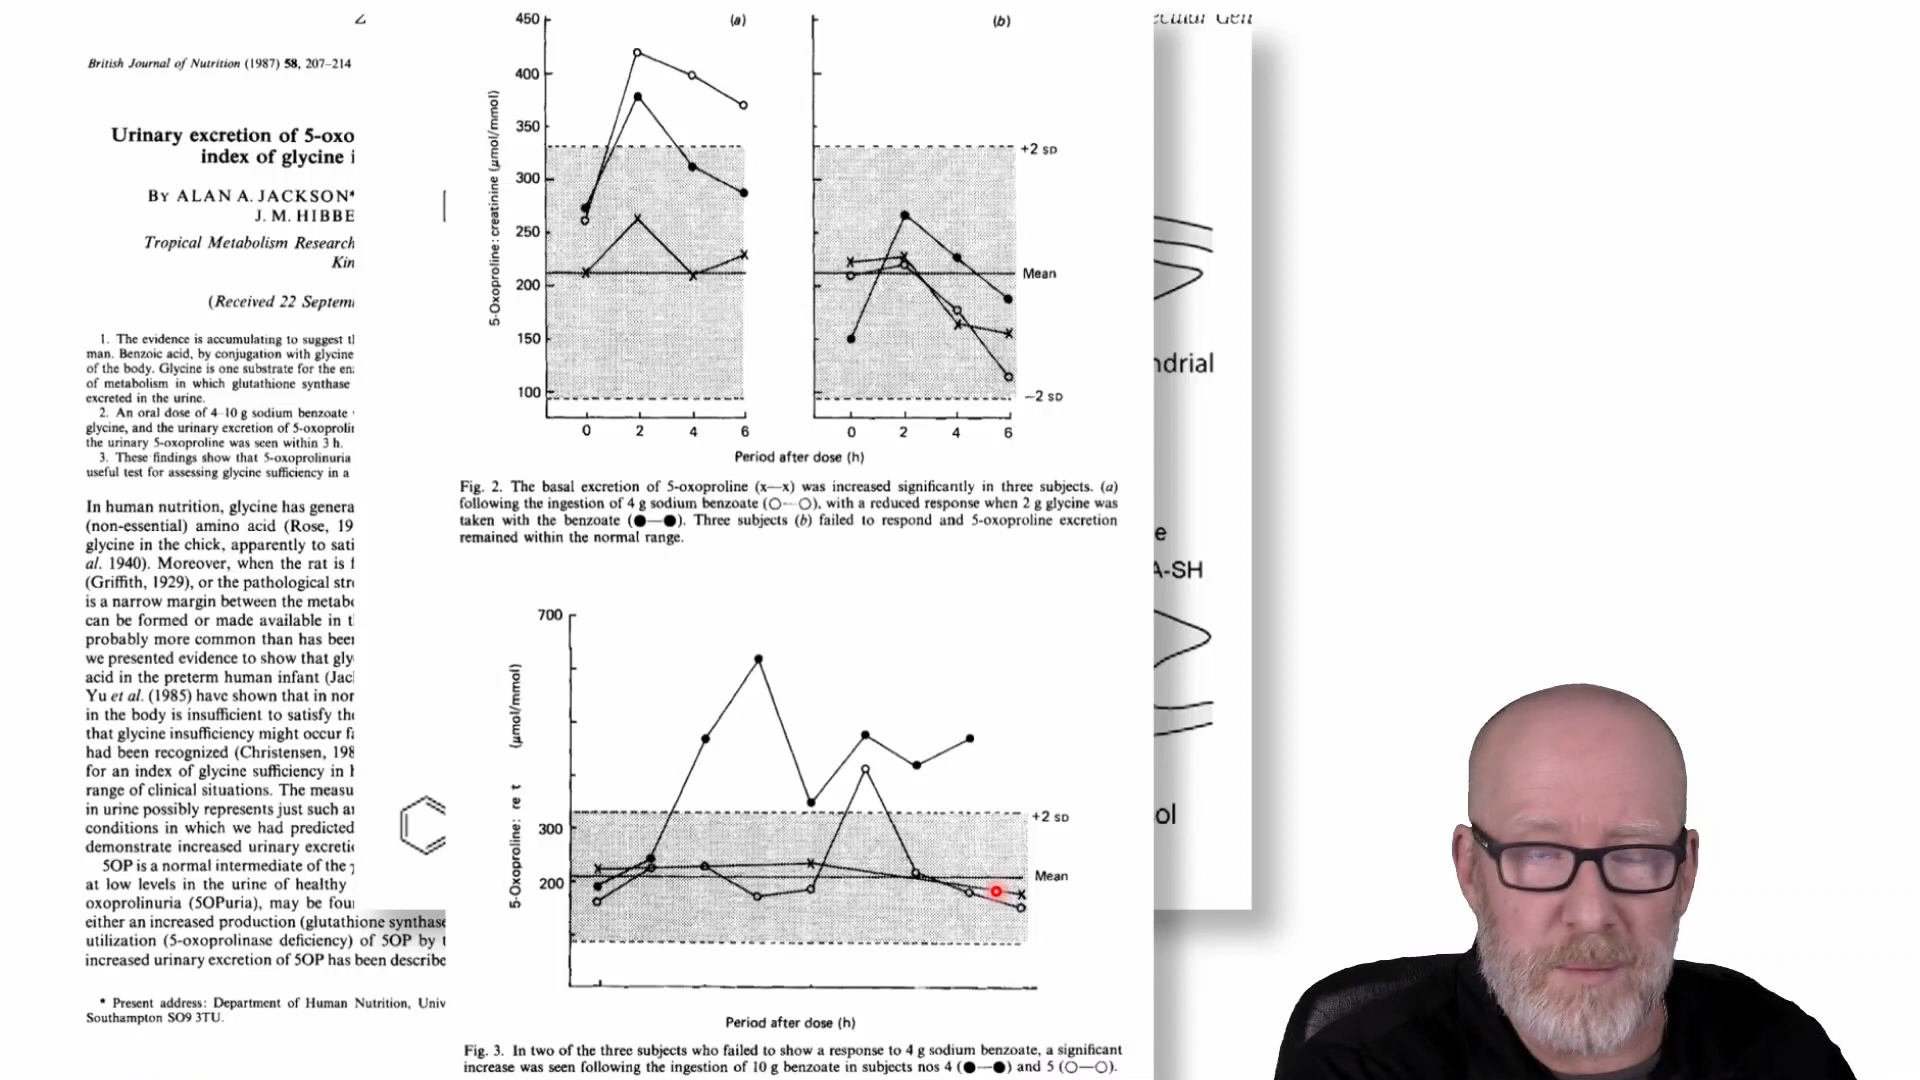 British Journal of Nutrition (1987) 58, 207–214
Urinary excretion of 5-oxo
index of glycine i
BY ALAN A. JACKSON*
J. M. HIBBE
Tropical Metabolism Research
Kin
(Received 22 Septem
1. The evidence is accumulating to suggest
man. Benzoic acid, by conjugation with glycine
of the body. Glycine is one substrate for the en
of metabolism in which glutathione synthase
excreted in the urine.
2. An oral dose of 4–10 g sodium benzoate
glycine, and the urinary excretion of 5-oxoproli
the urinary 5-oxoproline was seen within 3 h.
3. These findings show that 5-oxoprolinuria
useful test for assessing glycine sufficiency in a
In human nutrition, glycine has genera
(non-essential) amino acid (Rose, 19
glycine in the chick, apparently to sati
al. 1940). Moreover, when the rat is f
(Griffith, 1929), or the pathological stre
is a narrow margin between the metabo
can be formed or made available in t
probably more common than has been
we presented evidence to show that gly
acid in the preterm human infant (Jac
Yu et al. (1985) have shown that in nor
in the body is insufficient to satisfy the
that glycine insufficiency might occur f
had been recognized (Christensen, 198
for an index of glycine sufficiency in h
range of clinical situations. The measu
in urine possibly represents just such a
conditions in which we had predicted
demonstrate increased urinary excreti
5OP is a normal intermediate of the
at low levels in the urine of healthy
oxoprolinuria (5OPuria), may be fou
either an increased production (glutathione synthase
utilization (5-oxoprolinase deficiency) of 5OP by t
increased urinary excretion of 5OP has been describe
* Present address: Department of Human Nutrition, Univ
Southampton SO9 3TU.
(a)
(b)
5-Oxoproline: creatinine (μmol/mmol)
450
400
350
300
250
200
150
100
+2 SD
Mean
−2 SD
0 2 4 6
0 2 4 6
Period after dose (h)
Fig. 2. The basal excretion of 5-oxoproline (x—x) was increased significantly in three subjects. (a)
following the ingestion of 4 g sodium benzoate (○–○), with a reduced response when 2 g glycine was
taken with the benzoate (●—●). Three subjects (b) failed to respond and 5-oxoproline excretion
remained within the normal range.
5-Oxoproline: re t (μmol/mmol)
700
300
200
+2 SD
Mean
Period after dose (h)
Fig. 3. In two of the three subjects who failed to show a response to 4 g sodium benzoate, a significant
increase was seen following the ingestion of 10 g benzoate in subjects nos 4 (●—●) and 5 (○—○).
ndrial
e
A-SH
ol